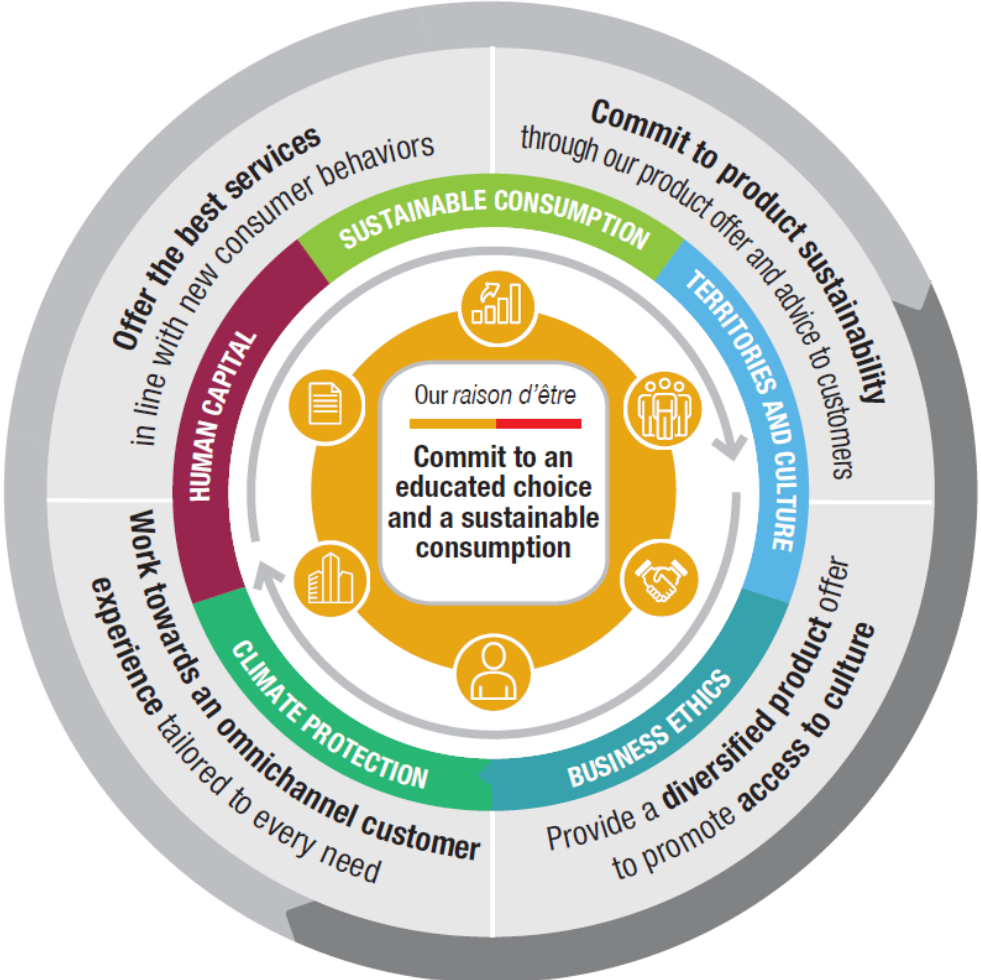 Our raison d'être
Commit to an
educated choice
and a sustainable
consumption
SUSTAINABLE CONSUMPTION
TERRITORIES AND CULTURE
BUSINESS ETHICS
CLIMATE PROTECTION
HUMAN CAPITAL
Offer the best services
in line with new consumer behaviors
Commit to product sustainability
through our product offer and advice to customers
Provide a diversified product offer
to promote access to culture
Work towards an omnichannel customer
experience tailored to every need